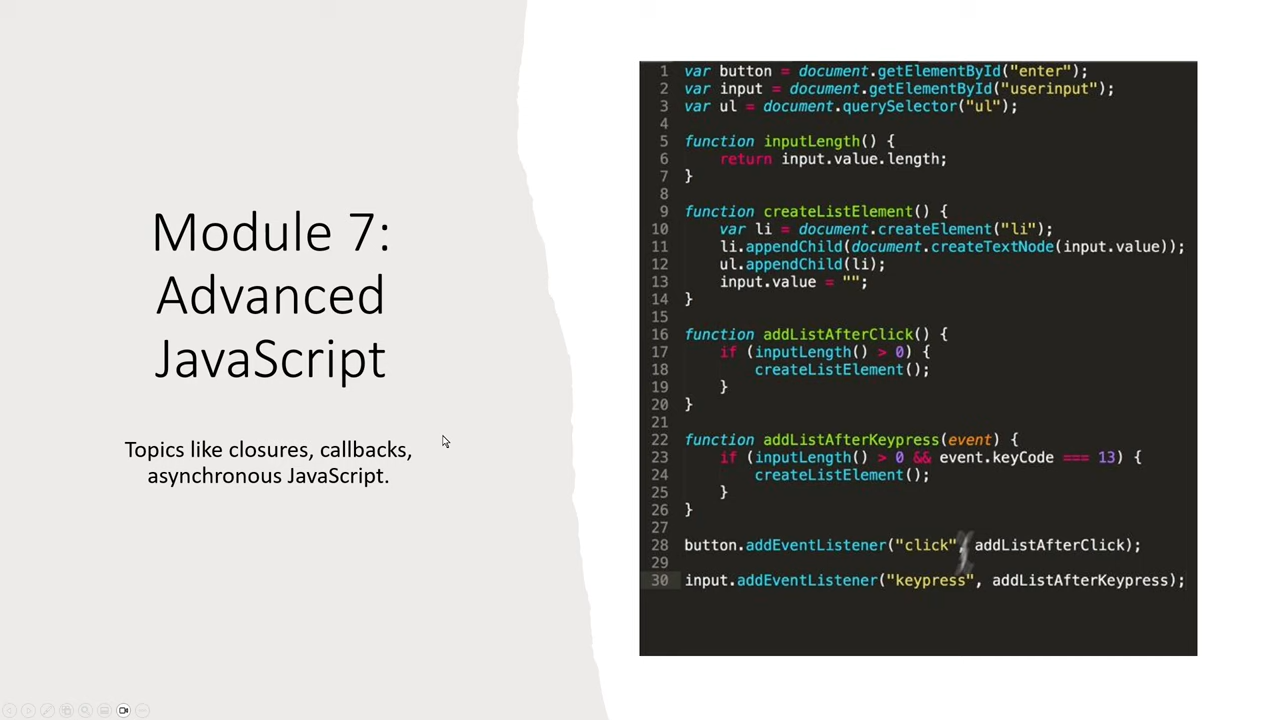 Module 7:
Advanced
JavaScript
Topics like closures, callbacks,
asynchronous JavaScript.
1 var button = document.getElementById("enter");
2 var input = document.getElementById("userinput");
3 var ul = document.querySelector("ul");
4
5 function inputLength() {
6     return input.value.length;
7 }
8
9 function createListElement() {
10     var li = document.createElement("li");
11     li.appendChild(document.createTextNode(input.value));
12     ul.appendChild(li);
13     input.value = "";
14 }
15
16 function addListAfterClick() {
17     if (inputLength() > 0) {
18         createListElement();
19     }
20 }
21
22 function addListAfterKeypress(event) {
23     if (inputLength() > 0 && event.keyCode === 13) {
24         createListElement();
25     }
26 }
27
28 button.addEventListener("click", addListAfterClick);
29
30 input.addEventListener("keypress", addListAfterKeypress);